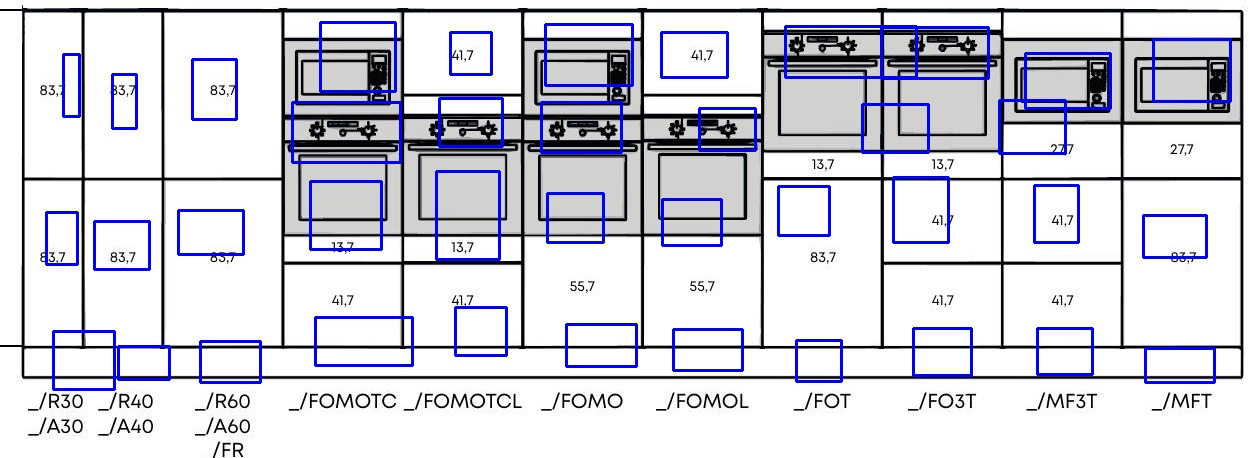 83,7 83,7 83,7 41,7 41,7
13,7 13,7 27,7 27,7
41,7 41,7
13,7 13,7
83,7 83,7 83,7 83,7 83,7
55,7 55,7
41,7 41,7 41,7 41,7
_/R30 _/R40 _/R60 _/FOMOTC _/FOMOTCL _/FOMO _/FOMOL _/FOT _/FO3T _/MF3T _/MFT
_/A30 _/A40 _/A60
_/FR